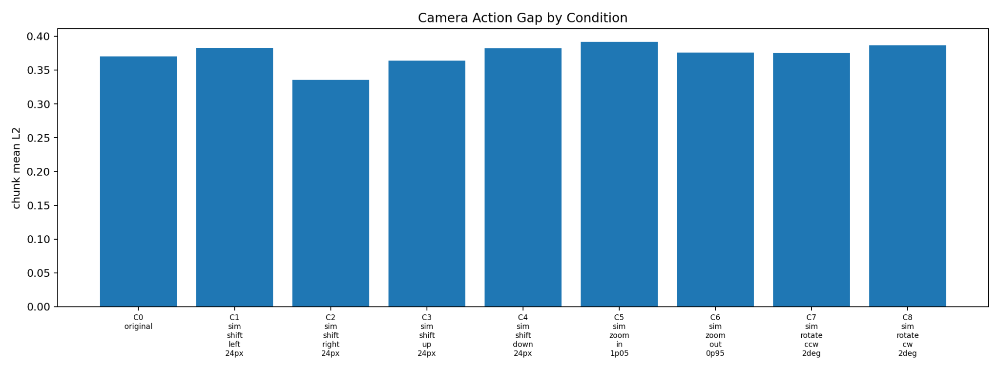 Camera Action Gap by Condition
chunk mean L2
0.40
0.35
0.30
0.25
0.20
0.15
0.10
0.05
0.00
C0
original
C1
sim
shift
left
24px
C2
sim
shift
right
24px
C3
sim
shift
up
24px
C4
sim
shift
down
24px
C5
sim
zoom
in
1p05
C6
sim
zoom
out
0p95
C7
sim
rotate
ccw
2deg
C8
sim
rotate
cw
2deg